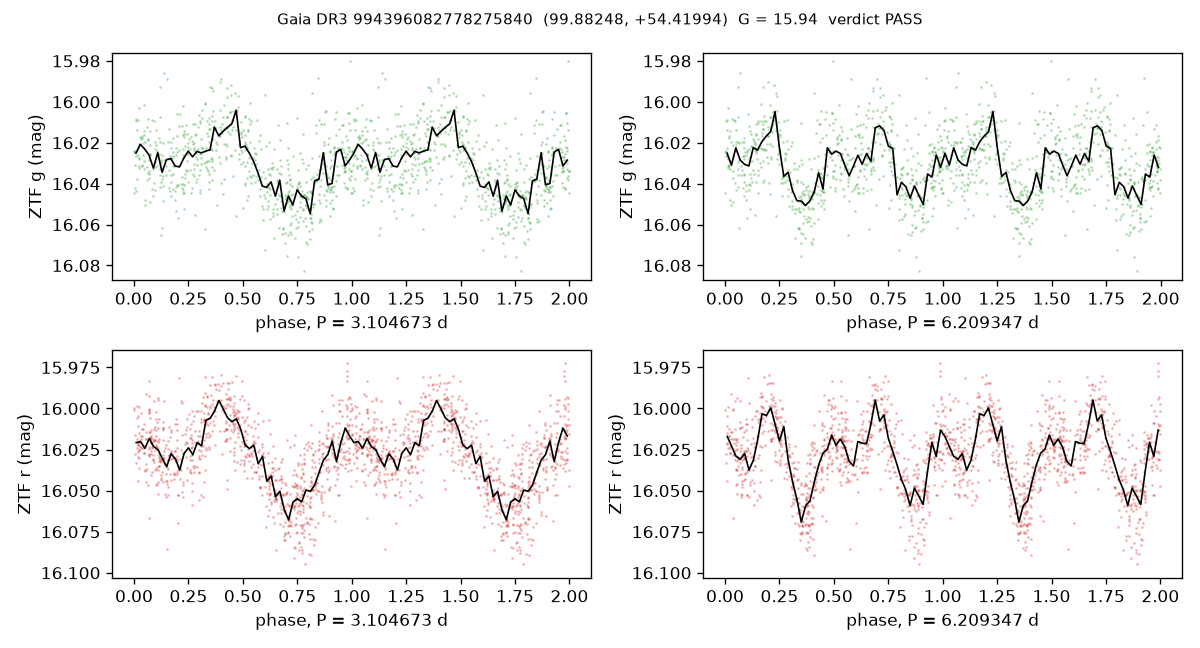 Gaia DR3 994396082778275840 (99.88248, +54.41994) G = 15.94 verdict PASS
ZTF g (mag)
15.98
16.00
16.02
16.04
16.06
16.08
0.00 0.25 0.50 0.75 1.00 1.25 1.50 1.75 2.00
phase, P = 3.104673 d
ZTF g (mag)
15.98
16.00
16.02
16.04
16.06
16.08
0.00 0.25 0.50 0.75 1.00 1.25 1.50 1.75 2.00
phase, P = 6.209347 d
ZTF r (mag)
15.975
16.000
16.025
16.050
16.075
16.100
0.00 0.25 0.50 0.75 1.00 1.25 1.50 1.75 2.00
phase, P = 3.104673 d
ZTF r (mag)
15.975
16.000
16.025
16.050
16.075
16.100
0.00 0.25 0.50 0.75 1.00 1.25 1.50 1.75 2.00
phase, P = 6.209347 d